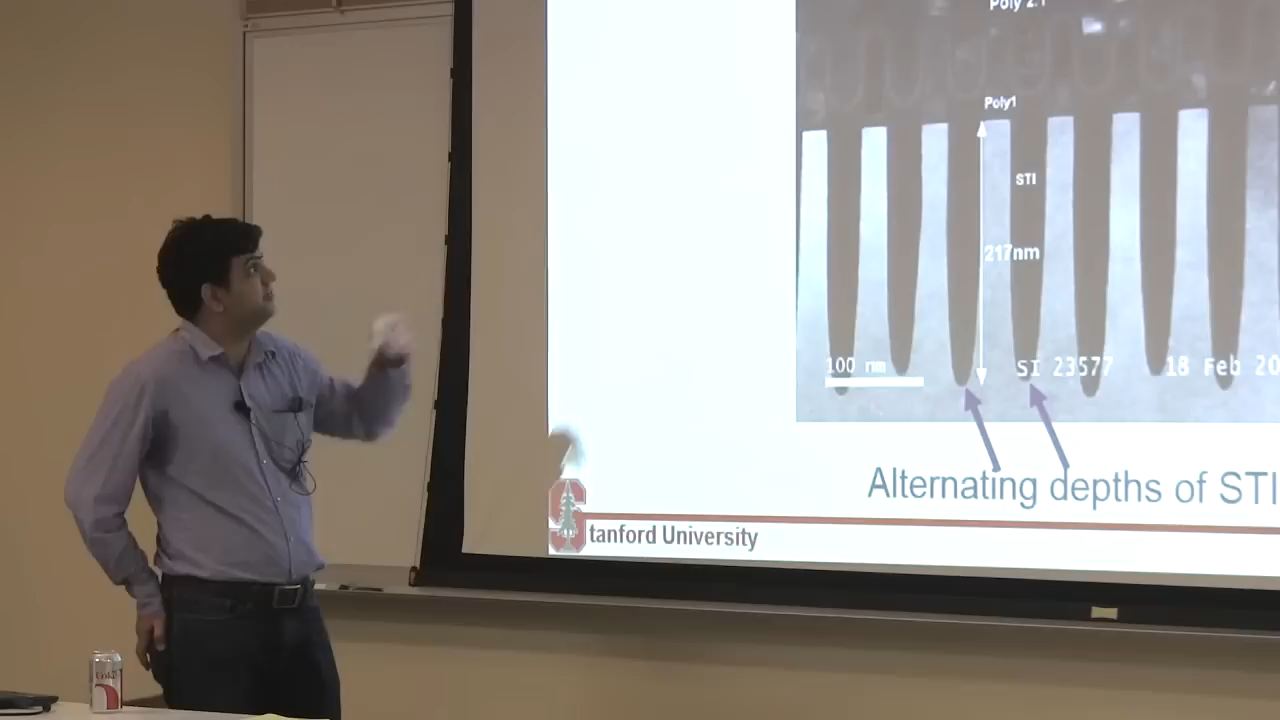 Poly 2.1
Poly1
STI
217nm
100 nm
SI 23577
18 Feb 20
Alternating depths of STI
Stanford University
Coke